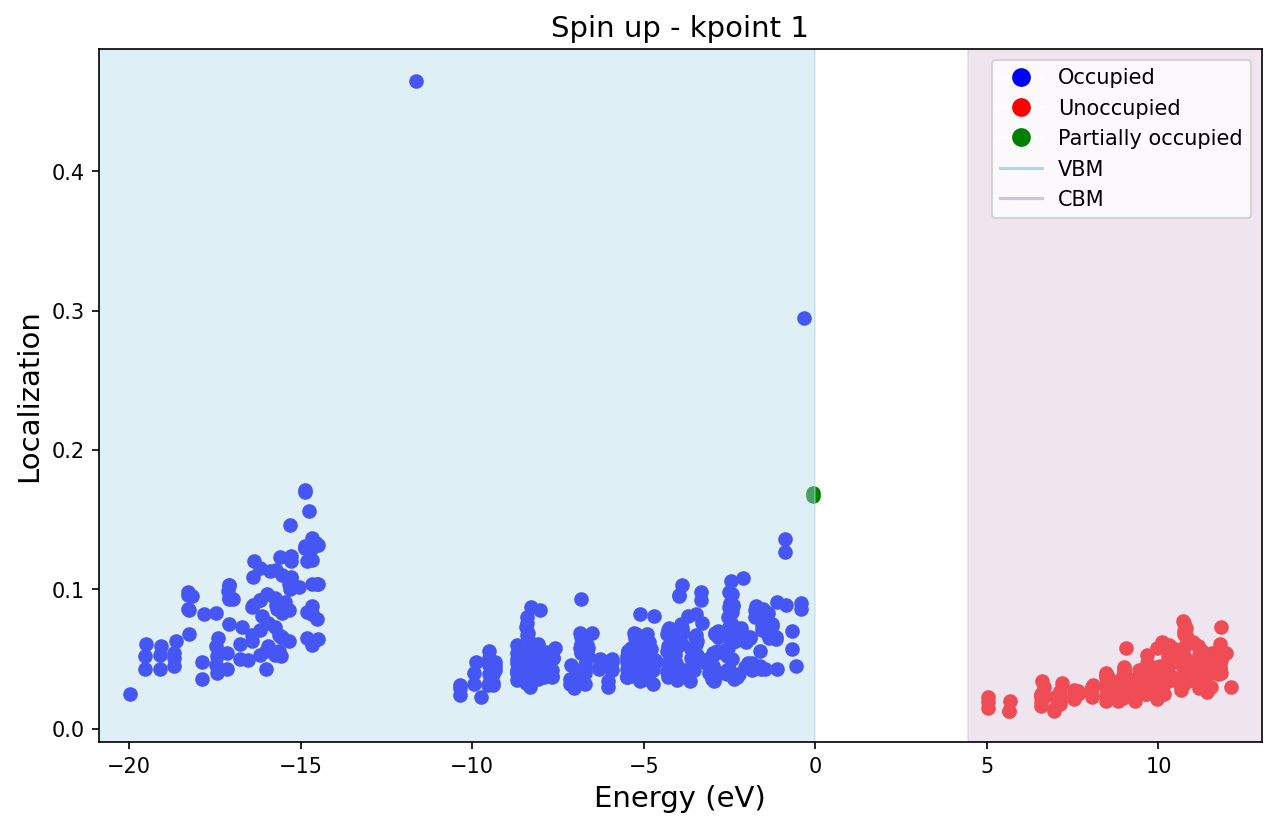 Spin up - kpoint 1
Localization
0.4
0.3
0.2
0.1
0.0
Occupied
Unoccupied
Partially occupied
VBM
CBM
−20 −15 −10 −5 0 5 10
Energy (eV)